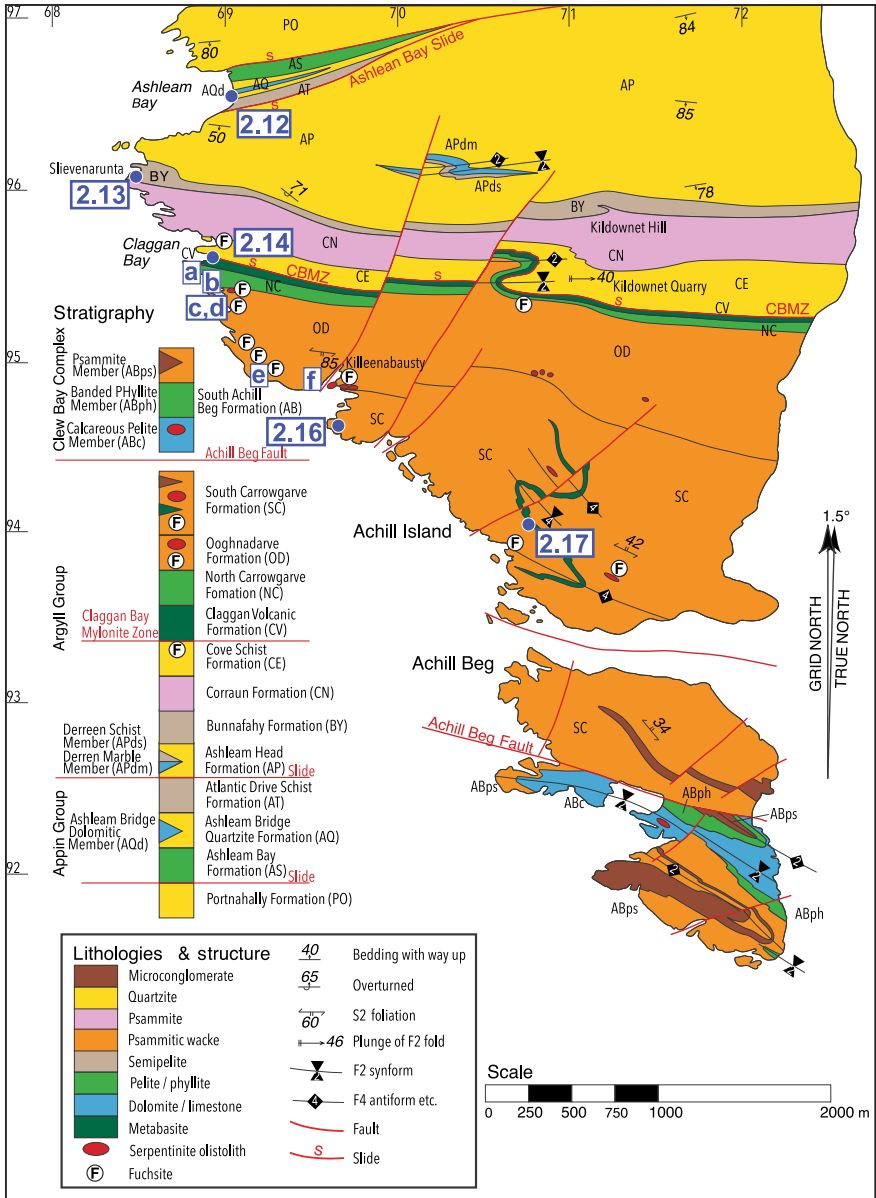 97
68
69
70
71
72
PO
80
84
S
AS
Ashlean Bay Slide
AQ
AQd
AT
Ashleam
Bay
S
2.12
AP
50
AP
85
APdm
2
2
APds
Slievenarunta
BY
96
2.13
71
78
BY
Kildownet Hill
CN
CN
F
2.14
Claggan
Bay
CV
S
CBMZ
CE
S
2
2
40
Kildownet Quarry
CE
a
b
NC
F
F
S
CV
CBMZ
NC
c,d
F
Stratigraphy
OD
OD
F
F
F
85
Killeenabausty
95
e
f
F
SC
2.16
SC
SC
4
4
94
Achill Island
2.17
F
42
F
4
1.5°
GRID NORTH
TRUE NORTH
Achill Beg
93
SC
34
Achill Beg Fault
ABps
ABc
2
ABph
ABps
92
2
2
2
ABps
ABph
2
Clew Bay Complex
Psammite
Member (ABps)
Banded PHyllite
Member (ABph)
South Achill
Beg Formation (AB)
Calcareous Pelite
Member (ABc)
Achill Beg Fault
Argyll Group
South Carrowgarve
Formation (SC)
F
Ooghnadarve
Formation (OD)
F
North Carrowgarve
Fomation (NC)
Claggan Bay
Mylonite Zone
Claggan Volcanic
Formation (CV)
F
Cove Schist
Formation (CE)
Corraun Formation (CN)
Bunnafahy Formation (BY)
Derreen Schist
Member (APds)
Derren Marble
Member (APdm)
Ashleam Head
Formation (AP)
Slide
Appin Group
Atlantic Drive Schist
Formation (AT)
Ashleam Bridge
Dolomitic
Member (AQd)
Ashleam Bridge
Quartzite Formation (AQ)
Ashleam Bay
Formation (AS)
Slide
Portnahally Formation (PO)
Lithologies & structure
Microconglomerate
Quartzite
Psammite
Psammitic wacke
Semipelite
Pelite / phyllite
Dolomite / limestone
Metabasite
Serpentinite olistolith
F Fuchsite
40 Bedding with way up
65 Overturned
60 S2 foliation
46 Plunge of F2 fold
2 F2 synform
4 F4 antiform etc.
Fault
S Slide
Scale
0 250 500 750 1000 2000 m